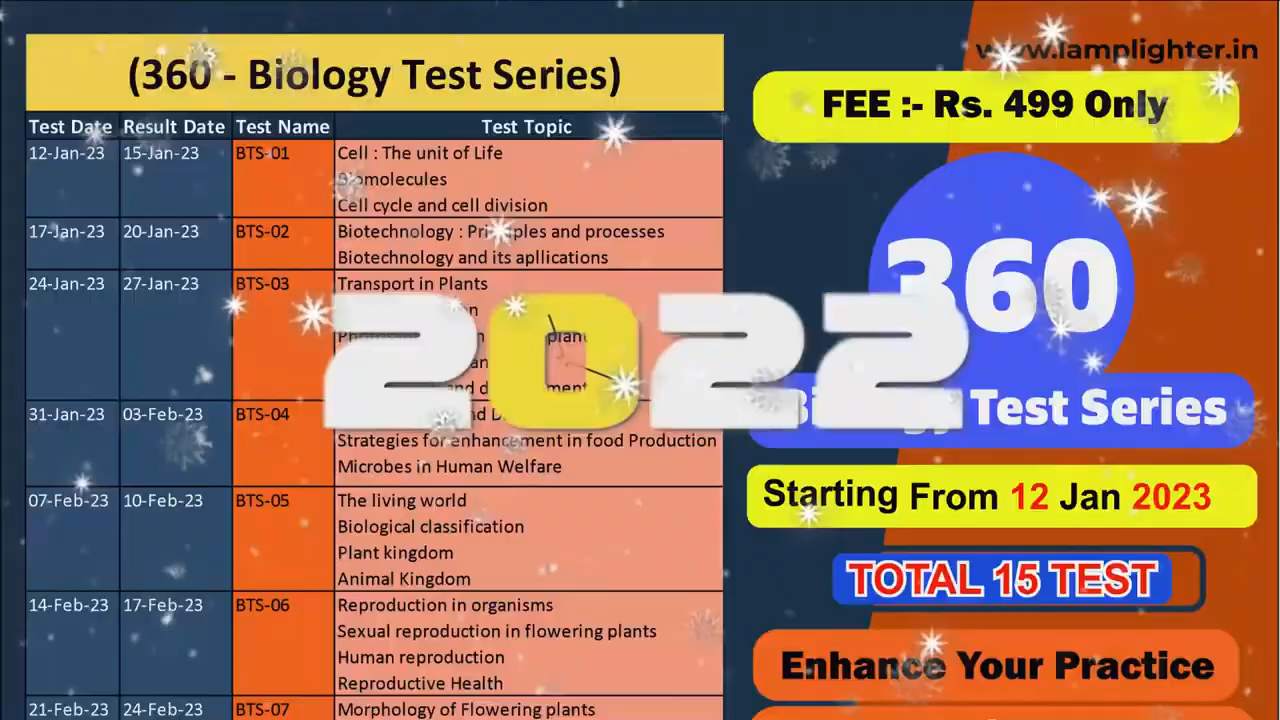 www.lamplighter.in
(360 - Biology Test Series)
FEE :- Rs. 499 Only
Test Date Result Date Test Name Test Topic
12-Jan-23 15-Jan-23 BTS-01 Cell : The unit of Life
Biomolecules
Cell cycle and cell division
17-Jan-23 20-Jan-23 BTS-02 Biotechnology : Principles and processes
Biotechnology and its apllications
24-Jan-23 27-Jan-23 BTS-03 Transport in Plants
31-Jan-23 03-Feb-23 BTS-04
Strategies for enhancement in food Production
Microbes in Human Welfare
07-Feb-23 10-Feb-23 BTS-05 The living world
Biological classification
Plant kingdom
Animal Kingdom
14-Feb-23 17-Feb-23 BTS-06 Reproduction in organisms
Sexual reproduction in flowering plants
Human reproduction
Reproductive Health
21-Feb-23 24-Feb-23 BTS-07 Morphology of Flowering plants
2022
360
Biology Test Series
Starting From 12 Jan 2023
TOTAL 15 TEST
Enhance Your Practice